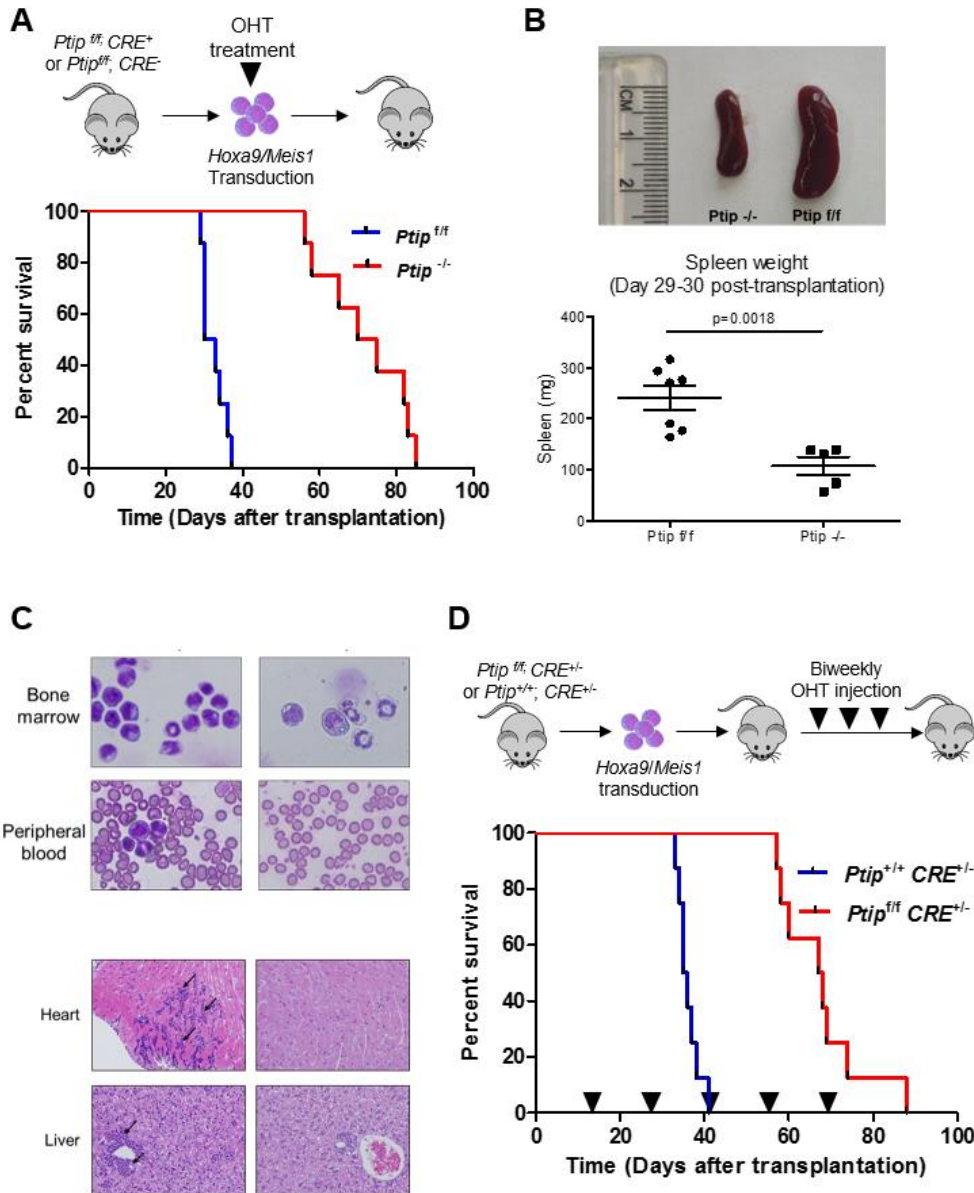 A
Ptip f/f; CRE+
or Ptipf/f; CRE-
OHT
treatment
Hoxa9/Meis1
Transduction
Percent survival
100
80
60
40
20
0
Ptip f/f
Ptip -/-
0 20 40 60 80 100
Time (Days after transplantation)
B
CM
1
2
Ptip -/- Ptip f/f
Spleen weight
(Day 29-30 post-transplantation)
p=0.0018
Spleen (mg)
400
300
200
100
0
Ptip f/f Ptip -/-
C
Bone
marrow
Peripheral
blood
Heart
Liver
D
Ptip f/f; CRE+/-
or Ptip+/+; CRE+/-
Hoxa9/Meis1
transduction
Biweekly
OHT injection
Percent survival
100
80
60
40
20
0
Ptip+/+ CRE+/-
Ptipf/f CRE+/-
0 20 40 60 80 100
Time (Days after transplantation)